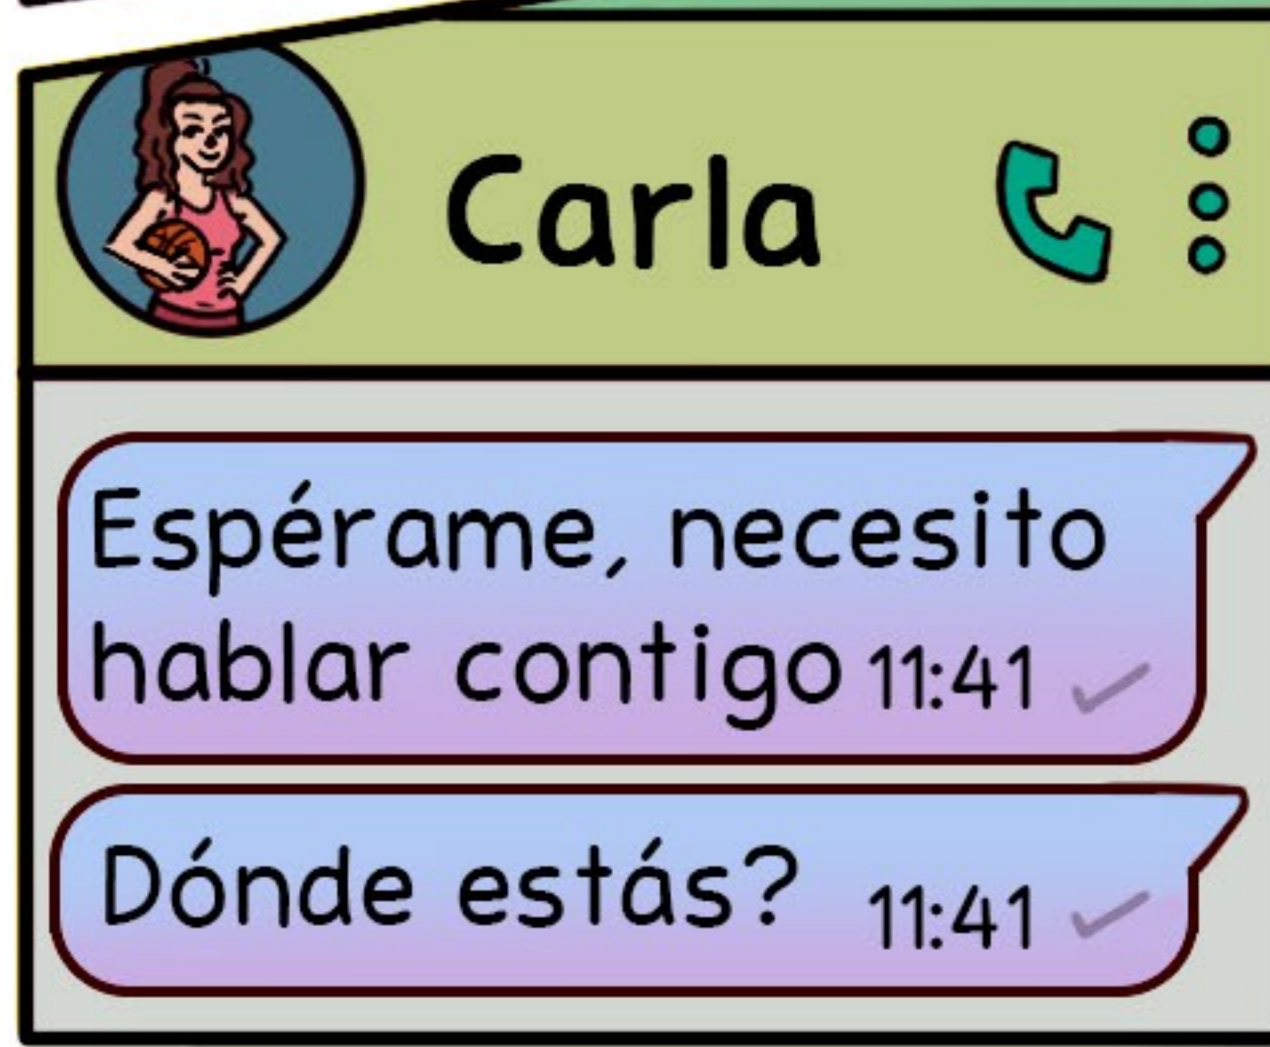 Carla
Espérame, necesito
hablar contigo 11:41
Dónde estás? 11:41